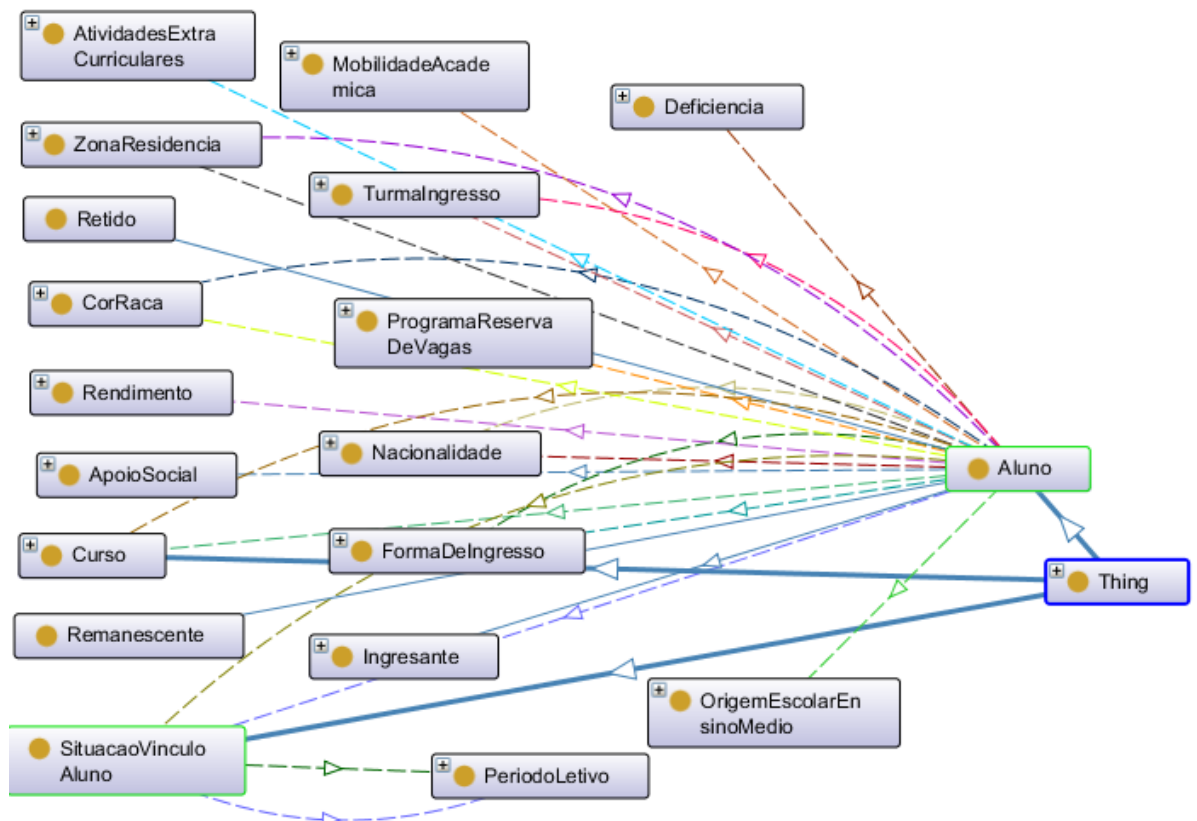 AtividadesExtra
Curriculares
MobilidadeAcade
mica
Deficiencia
ZonaResidencia
TurmaIngresso
Retido
CorRaca
ProgramaReserva
DeVagas
Rendimento
Nacionalidade
ApoioSocial
Aluno
Curso
FormaDeIngresso
Thing
Remanescente
Ingresante
OrigemEscolarEn
sinoMedio
SituacaoVinculo
Aluno
PeriodoLetivo